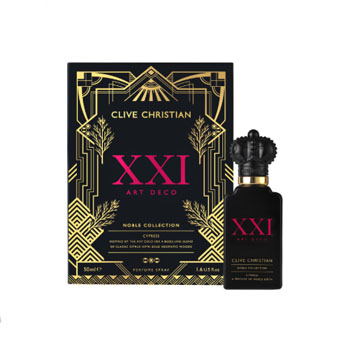 CLIVE CHRISTIAN
XXI
ART DECO
NOBLE COLLECTION
CYPRESS
50ml℮ PERFUME SPRAY 1.6 US fl oz
XXI
ART DECO
CLIVE CHRISTIAN
NOBLE COLLECTION
CYPRESS